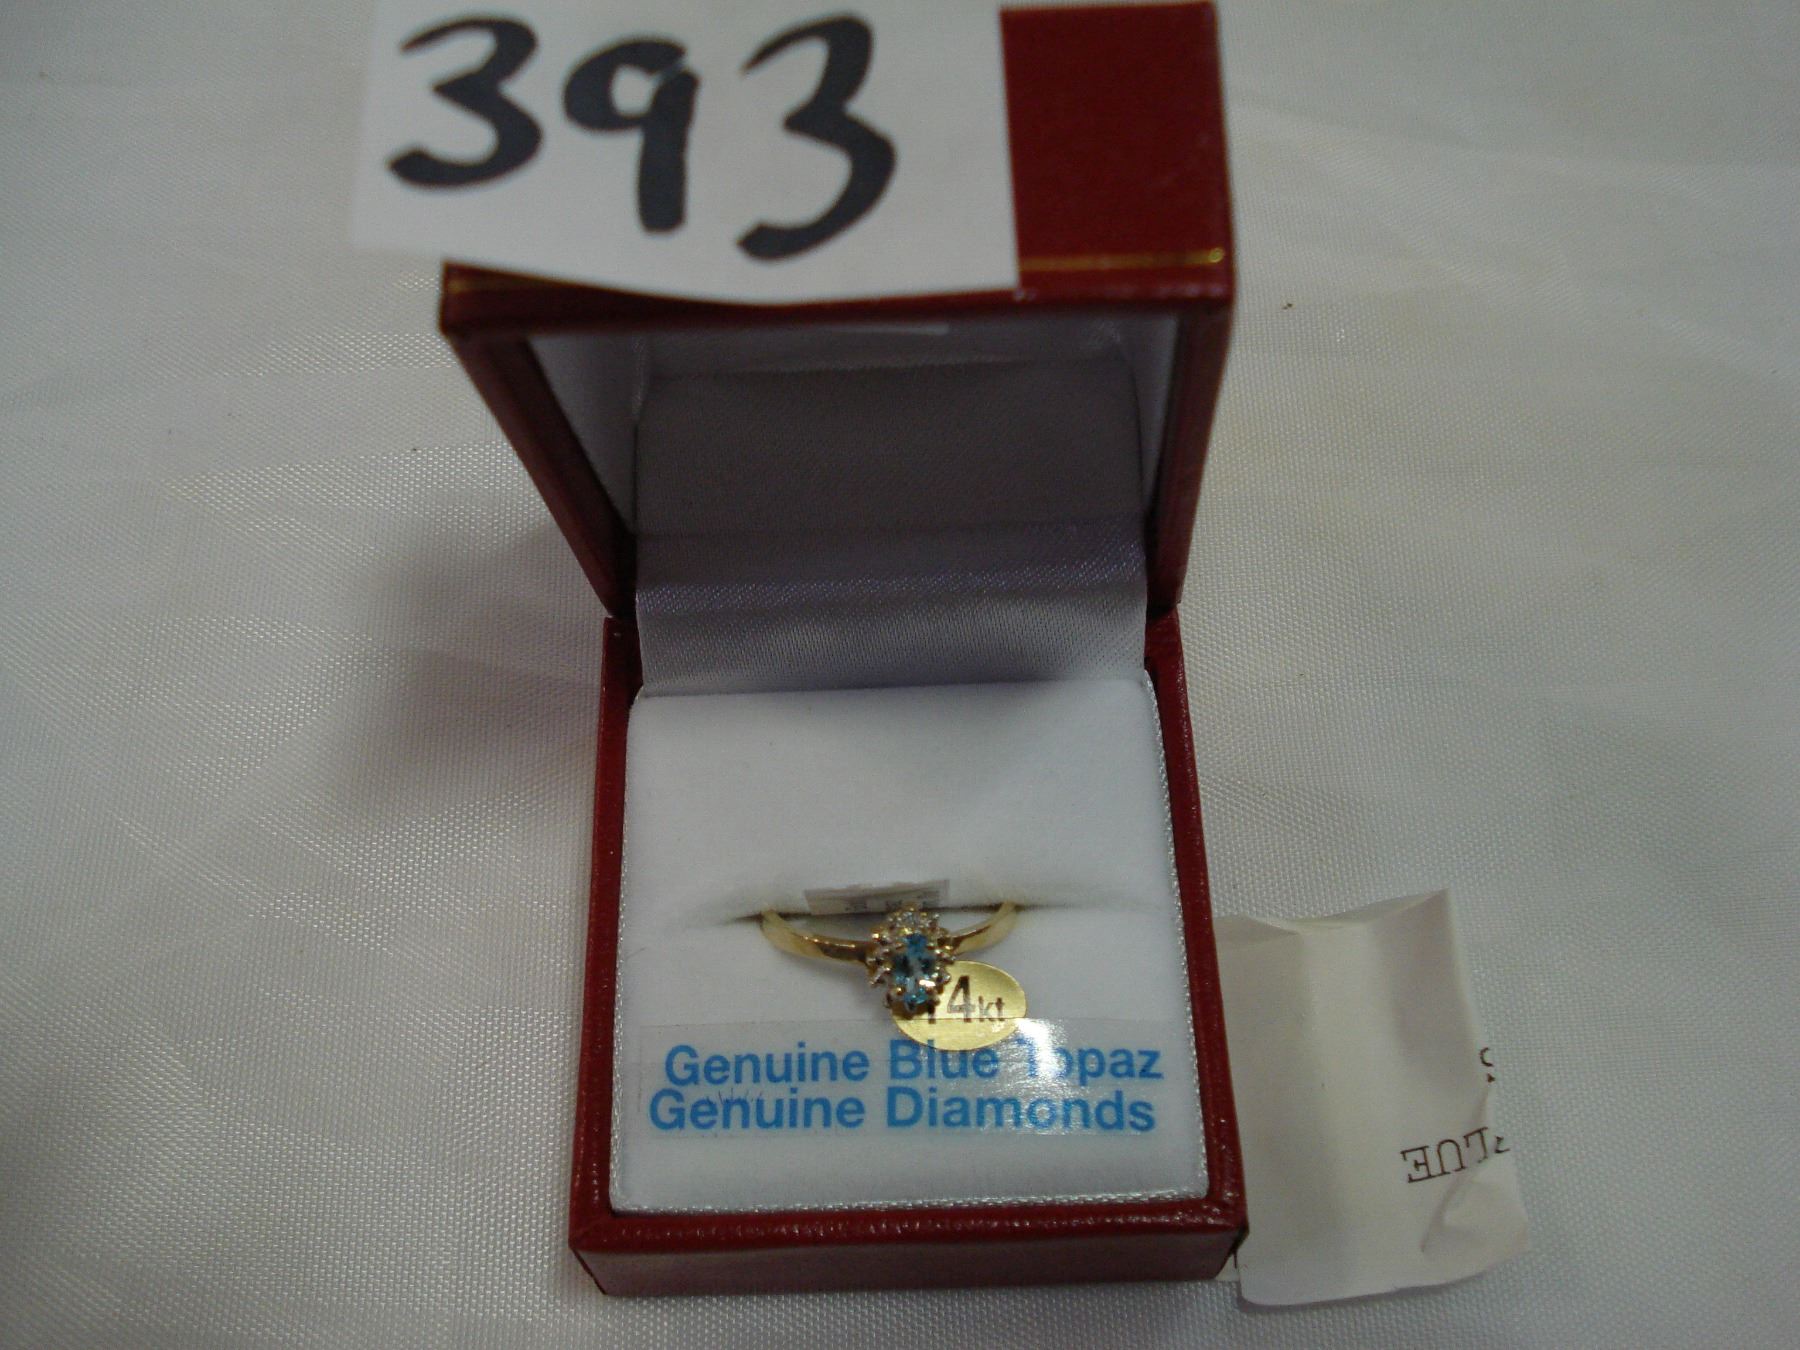 393
14kt
Genuine Blue Topaz
Genuine Diamonds